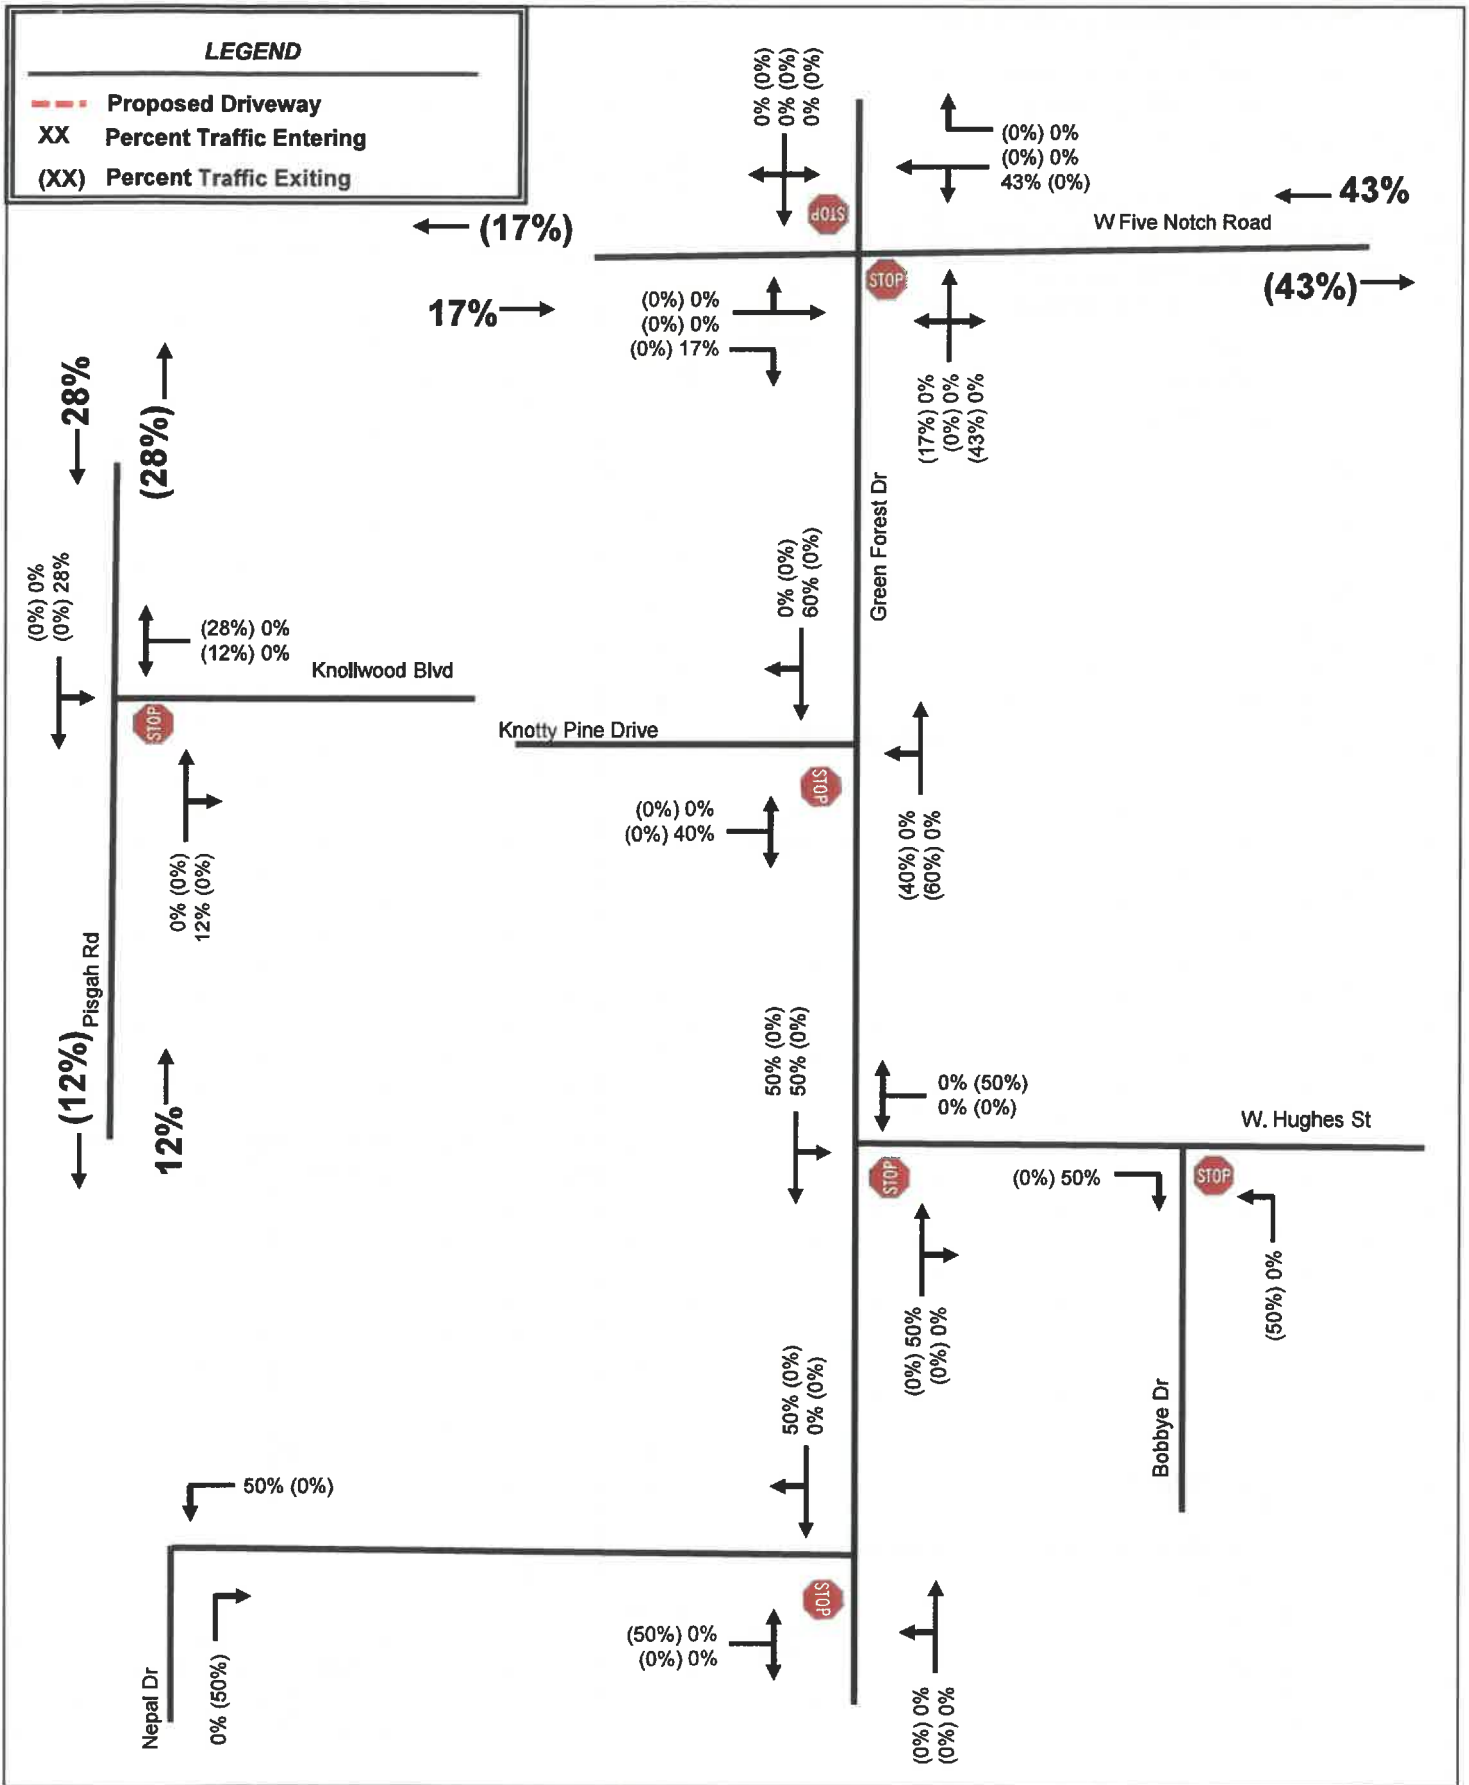 LEGEND
Proposed Driveway
XX Percent Traffic Entering
(XX) Percent Traffic Exiting
0% (0%)
0% (0%)
0% (0%)
(0%) 0%
(0%) 0%
43% (0%)
43%
(17%)
STOP
W Five Notch Road
STOP
(43%)
17%
(0%) 0%
(0%) 0%
(0%) 17%
28%
(28%)
(17%) 0%
(0%) 0%
(43%) 0%
Green Forest Dr
(0%) 0%
(0%) 28%
0% (0%)
60% (0%)
(28%) 0%
(12%) 0%
Knollwood Blvd
STOP
Knotty Pine Drive
STOP
(0%) 0%
(0%) 40%
(40%) 0%
(60%) 0%
0% (0%)
12% (0%)
Pisgah Rd
(12%)
12%
50% (0%)
50% (0%)
0% (50%)
0% (0%)
W. Hughes St
STOP
(0%) 50%
STOP
(50%) 0%
(0%) 50%
(0%) 0%
Bobbye Dr
50% (0%)
0% (0%)
50% (0%)
STOP
(50%) 0%
(0%) 0%
Nepal Dr
0% (50%)
(0%) 0%
(0%) 0%